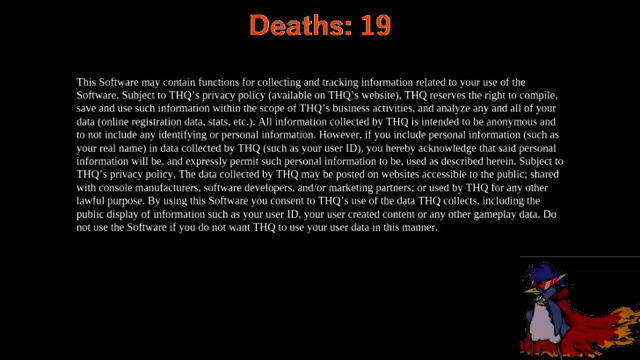 Deaths: 19
This Software may contain functions for collecting and tracking information related to your use of the
Software. Subject to THQ's privacy policy (available on THQ's website), THQ reserves the right to compile,
save and use such information within the scope of THQ's business activities, and analyze any and all of your
data (online registration data, stats, etc.). All information collected by THQ is intended to be anonymous and
to not include any identifying or personal information. However, if you include personal information (such as
your real name) in data collected by THQ (such as your user ID), you hereby acknowledge that said personal
information will be, and expressly permit such personal information to be, used as described herein. Subject to
THQ's privacy policy, The data collected by THQ may be posted on websites accessible to the public; shared
with console manufacturers, software developers, and/or marketing partners; or used by THQ for any other
lawful purpose. By using this Software you consent to THQ's use of the data THQ collects, including the
public display of information such as your user ID, your user created content or any other gameplay data. Do
not use the Software if you do not want THQ to use your user data in this manner.